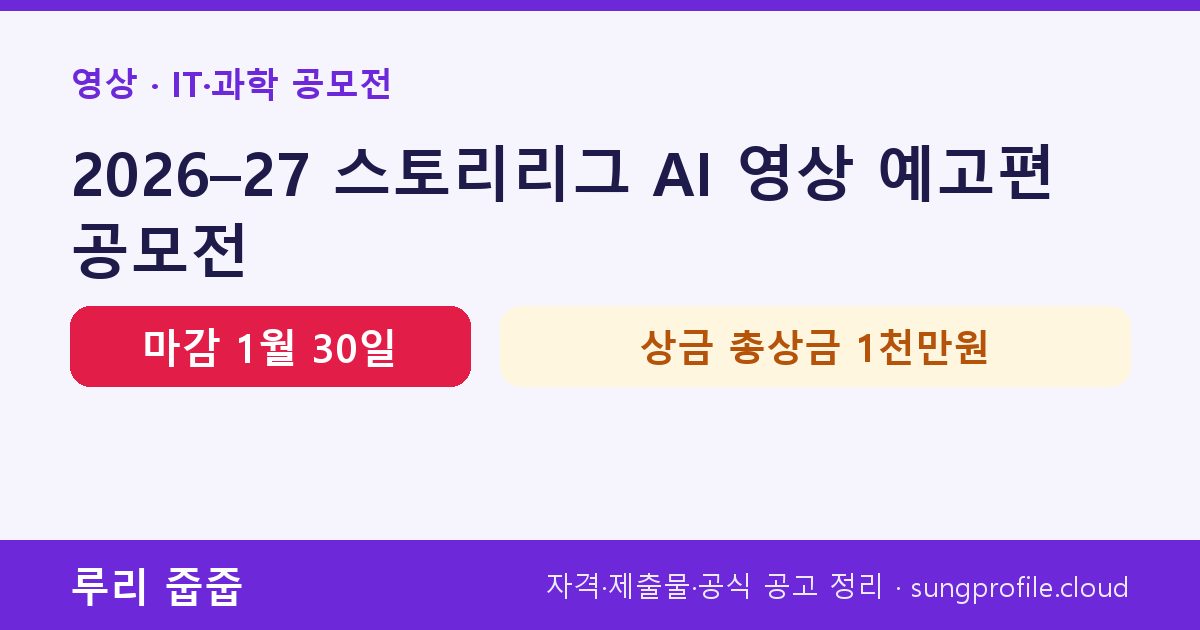 영상 · IT·과학 공모전
2026–27 스토리리그 AI 영상 예고편
공모전
마감 1월 30일
상금 총상금 1천만원
루리 줍줍
자격·제출물·공식 공고 정리 · sungprofile.cloud